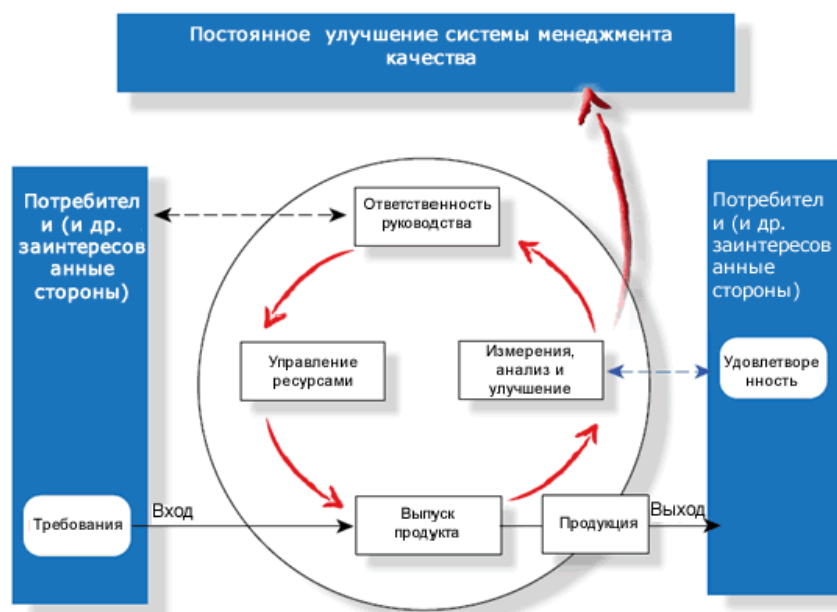 Постоянное улучшение системы менеджмента
качества
Потребител
и (и др.
заинтересов
анные
стороны)
Ответственность
руководства
Потребител
и (и др.
заинтересов
анные
стороны)
Управление
ресурсами
Измерения,
анализ и
улучшение
Удовлетворе
нность
Требования
Вход
Выпуск
продукта
Продукция
Выход